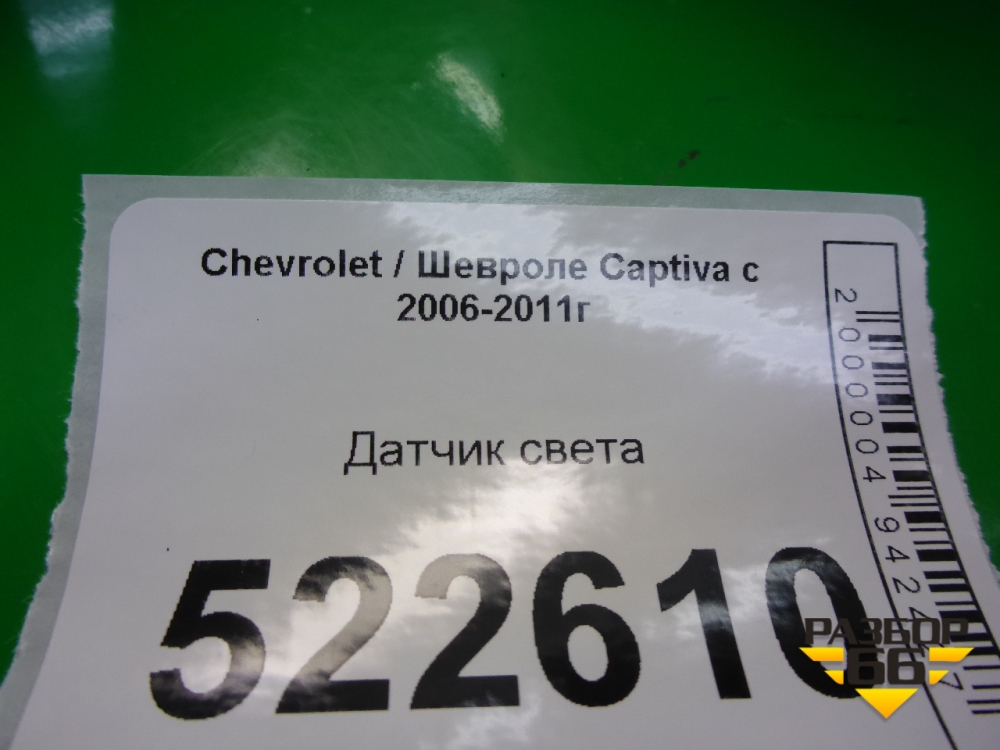 Chevrolet / Шевроле Captiva с
2006-2011г
Датчик света
522610
РАЗБОР
66